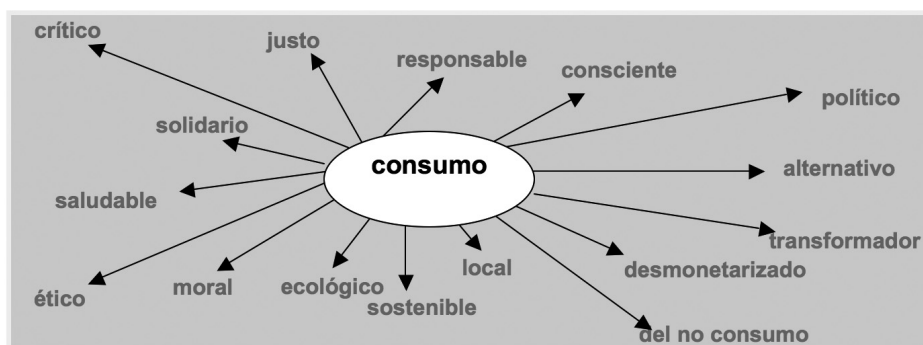 crítico
justo
responsable
consciente
político
solidario
consumo
alternativo
saludable
transformador
ético
moral
ecológico
sostenible
local
desmonetarizado
del no consumo